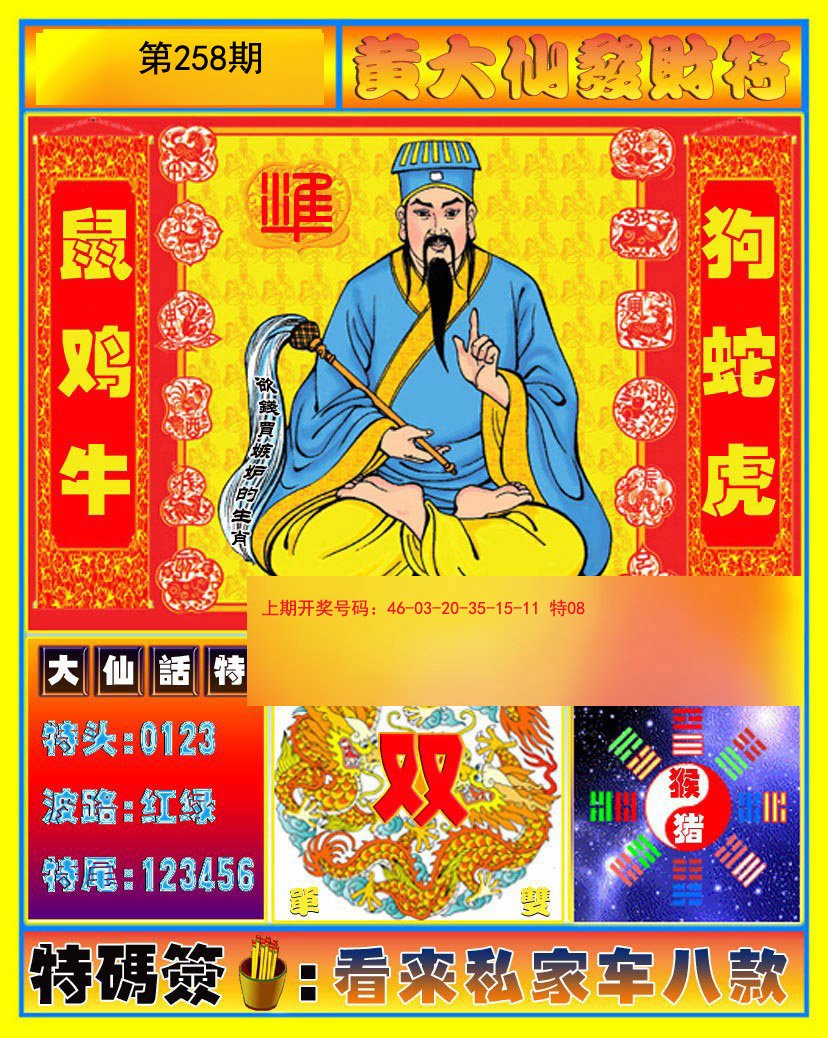 第258期
黄大仙發財符
鼠鸡牛
狗蛇虎
欲錢買嫉妒的生肖
上期开奖号码：46-03-20-35-15-11 特08
大仙話特
特头:0123
波路:红绿
特尾:123456
双
單
雙
猴
猪
特碼簽:看来私家车八款